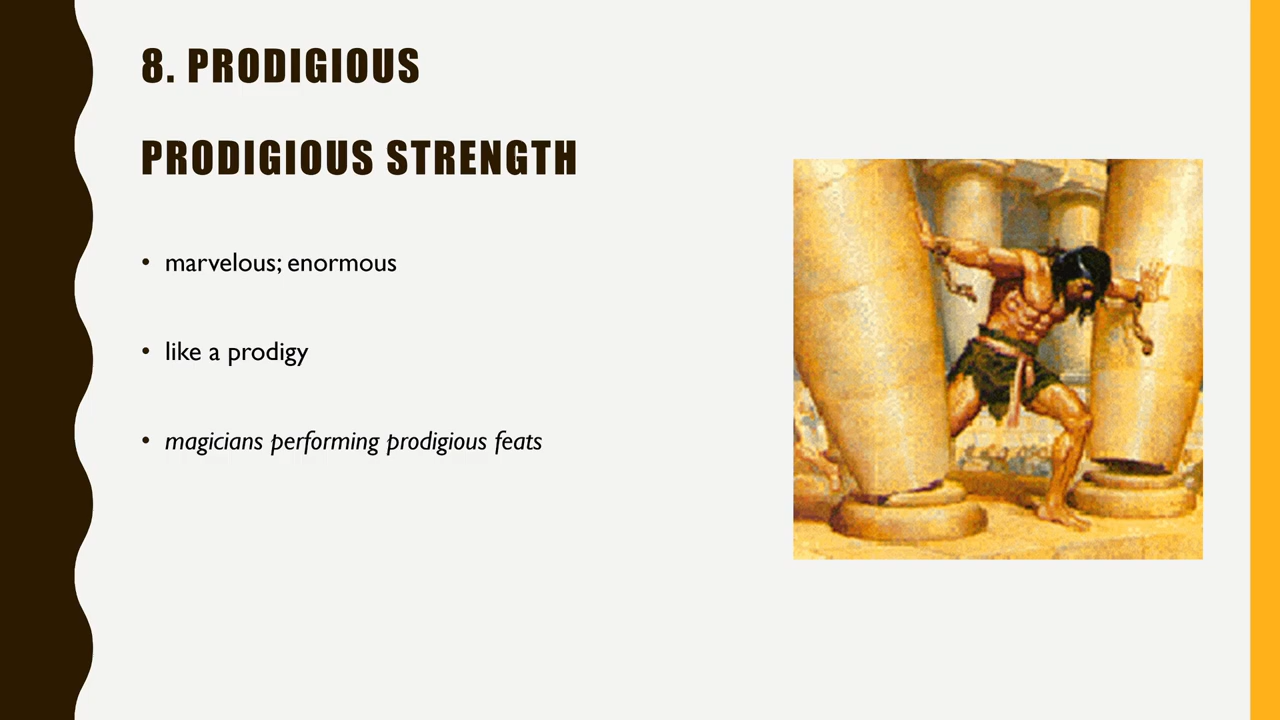 8. PRODIGIOUS
PRODIGIOUS STRENGTH
• marvelous; enormous
• like a prodigy
• magicians performing prodigious feats